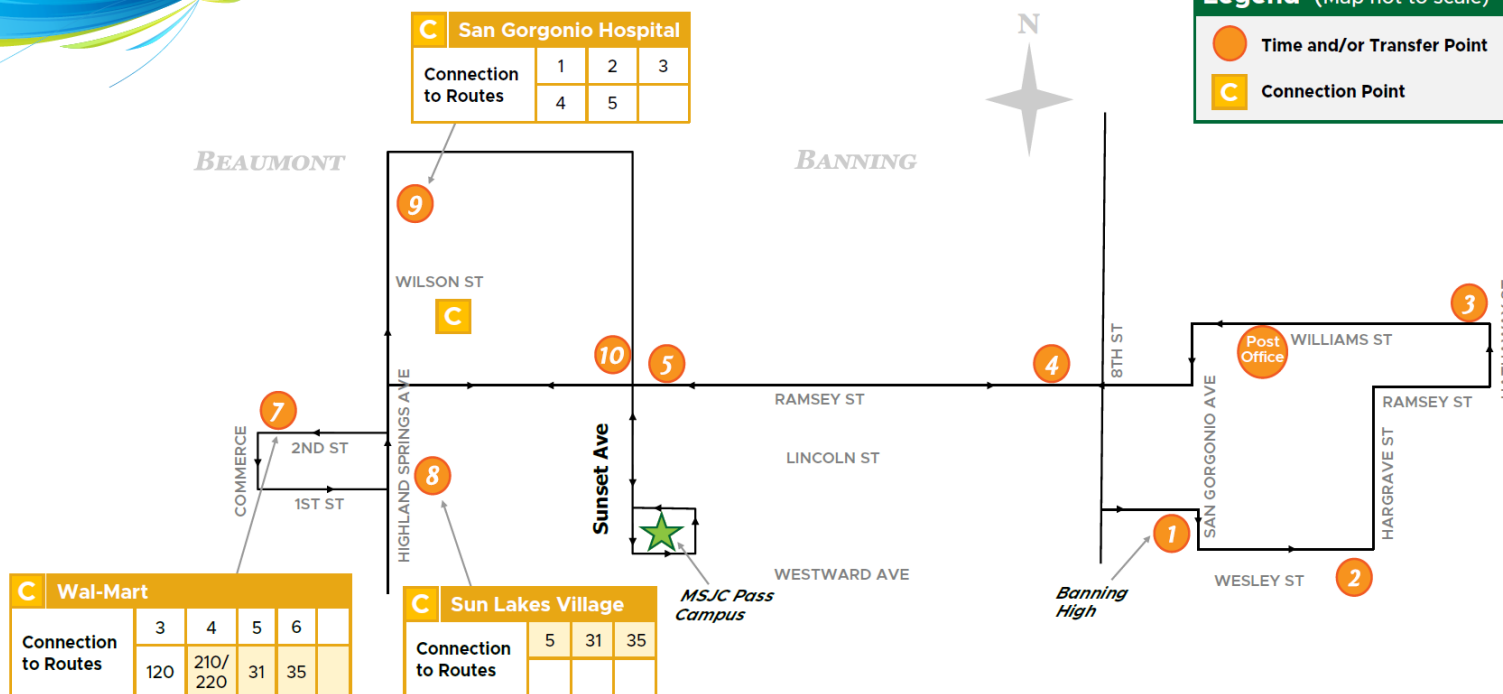 Legend (Map not to scale)
Time and/or Transfer Point
C Connection Point
C San Gorgonio Hospital
Connection to Routes
1 2 3
4 5
N
BEAUMONT
BANNING
9
WILSON ST
C
10
5
4
8TH ST
3
Post Office
WILLIAMS ST
RAMSEY ST
RAMSEY ST
7
2ND ST
COMMERCE
1ST ST
HIGHLAND SPRINGS AVE
8
Sunset Ave
LINCOLN ST
SAN GORGONIO AVE
HARGRAVE ST
1
WESLEY ST
2
WESTWARD AVE
MSJC Pass
Campus
Banning
High
C Wal-Mart
Connection to Routes
3 4 5 6
120 210/220 31 35
C Sun Lakes Village
Connection to Routes
5 31 35